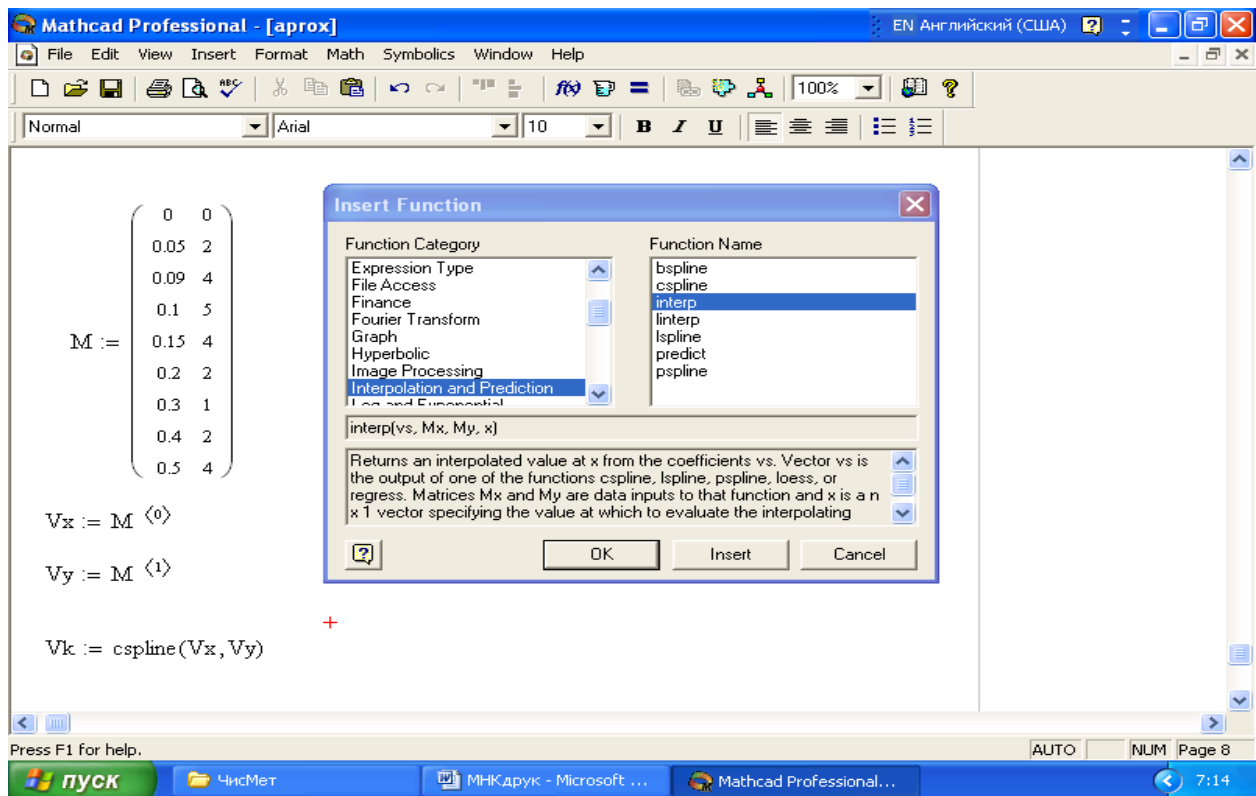 Mathcad Professional - [aprox]
EN Английский (США)
File Edit View Insert Format Math Symbolics Window Help
f(x) 100%
Normal Arial 10 B I U
Insert Function
Function Category
Function Name
Expression Type
File Access
Finance
Fourier Transform
Graph
Hyperbolic
Image Processing
Interpolation and Prediction
Log and Exponential
bspline
cspline
interp
linterp
lspline
predict
pspline
interp(vs, Mx, My, x)
Returns an interpolated value at x from the coefficients vs. Vector vs is
the output of one of the functions cspline, lspline, pspline, loess, or
regress. Matrices Mx and My are data inputs to that function and x is a n
x 1 vector specifying the value at which to evaluate the interpolating
OK Insert Cancel
M :=
0 0
0.05 2
0.09 4
0.1 5
0.15 4
0.2 2
0.3 1
0.4 2
0.5 4
Vx := M ⟨0⟩
Vy := M ⟨1⟩
Vk := cspline(Vx,Vy)
Press F1 for help.
AUTO NUM Page 8
пуск ЧисМет МНКдрук - Microsoft ... Mathcad Professional... 7:14